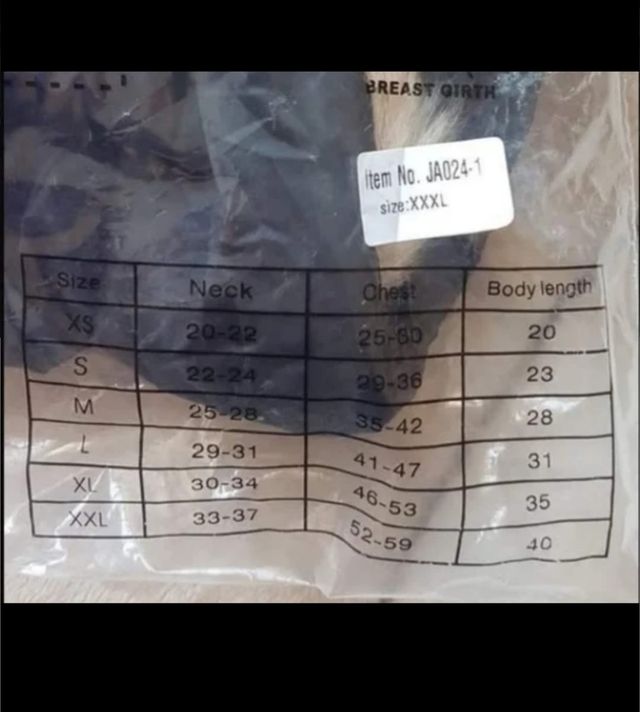 BREAST GIRTH
Item No. JA024-1
size:XXXL
Size Neck Chest Body length
XS 20-22 25-60 20
S 22-24 29-36 23
M 25-28 35-42 28
L 29-31 41-47 31
XL 30-34 46-53 35
XXL 33-37 52-59 40